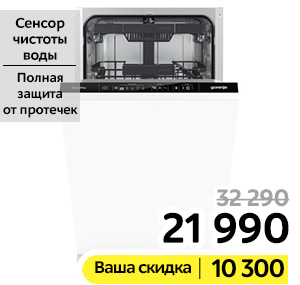 Сенсор
чистоты
воды
Полная
защита
от протечек
gorenje
32 290
21 990
Ваша скидка | 10 300